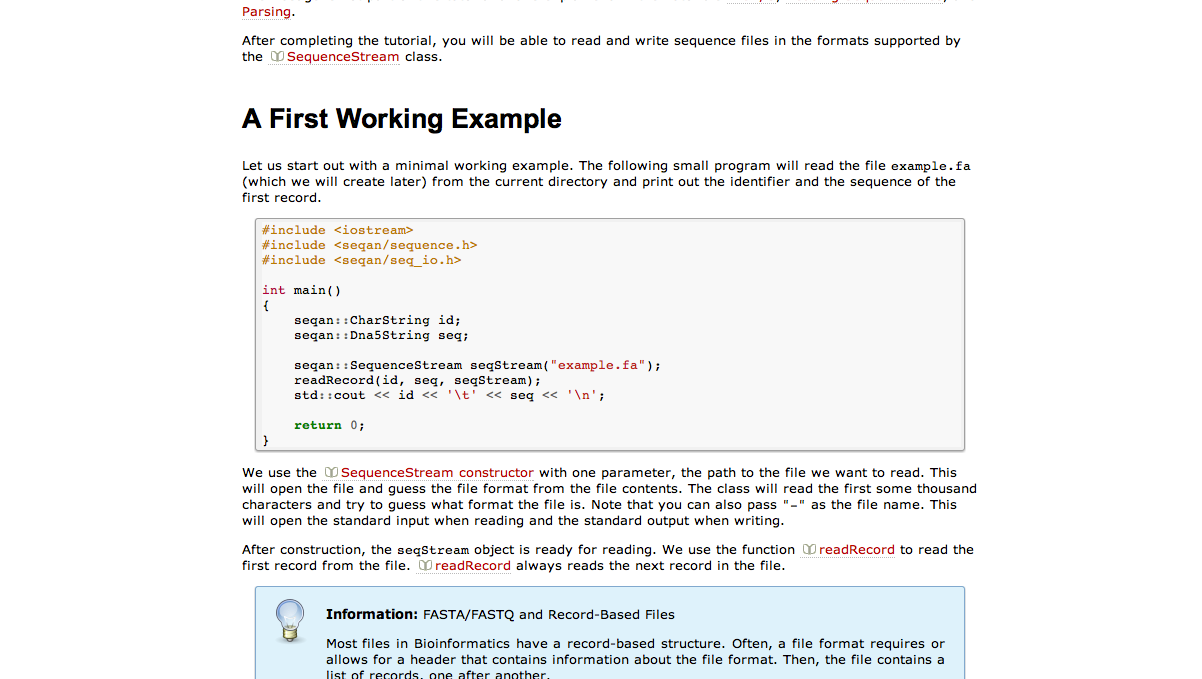 Parsing.
After completing the tutorial, you will be able to read and write sequence files in the formats supported by
the SequenceStream class.
A First Working Example
Let us start out with a minimal working example. The following small program will read the file example.fa
(which we will create later) from the current directory and print out the identifier and the sequence of the
first record.
#include <iostream>
#include <seqan/sequence.h>
#include <seqan/seq_io.h>
int main()
{
    seqan::CharString id;
    seqan::Dna5String seq;
    seqan::SequenceStream seqStream("example.fa");
    readRecord(id, seq, seqStream);
    std::cout << id << '\t' << seq << '\n';
    return 0;
}
We use the SequenceStream constructor with one parameter, the path to the file we want to read. This
will open the file and guess the file format from the file contents. The class will read the first some thousand
characters and try to guess what format the file is. Note that you can also pass "-" as the file name. This
will open the standard input when reading and the standard output when writing.
After construction, the seqStream object is ready for reading. We use the function readRecord to read the
first record from the file. readRecord always reads the next record in the file.
Information: FASTA/FASTQ and Record-Based Files
Most files in Bioinformatics have a record-based structure. Often, a file format requires or
allows for a header that contains information about the file format. Then, the file contains a
list of records, one after another.